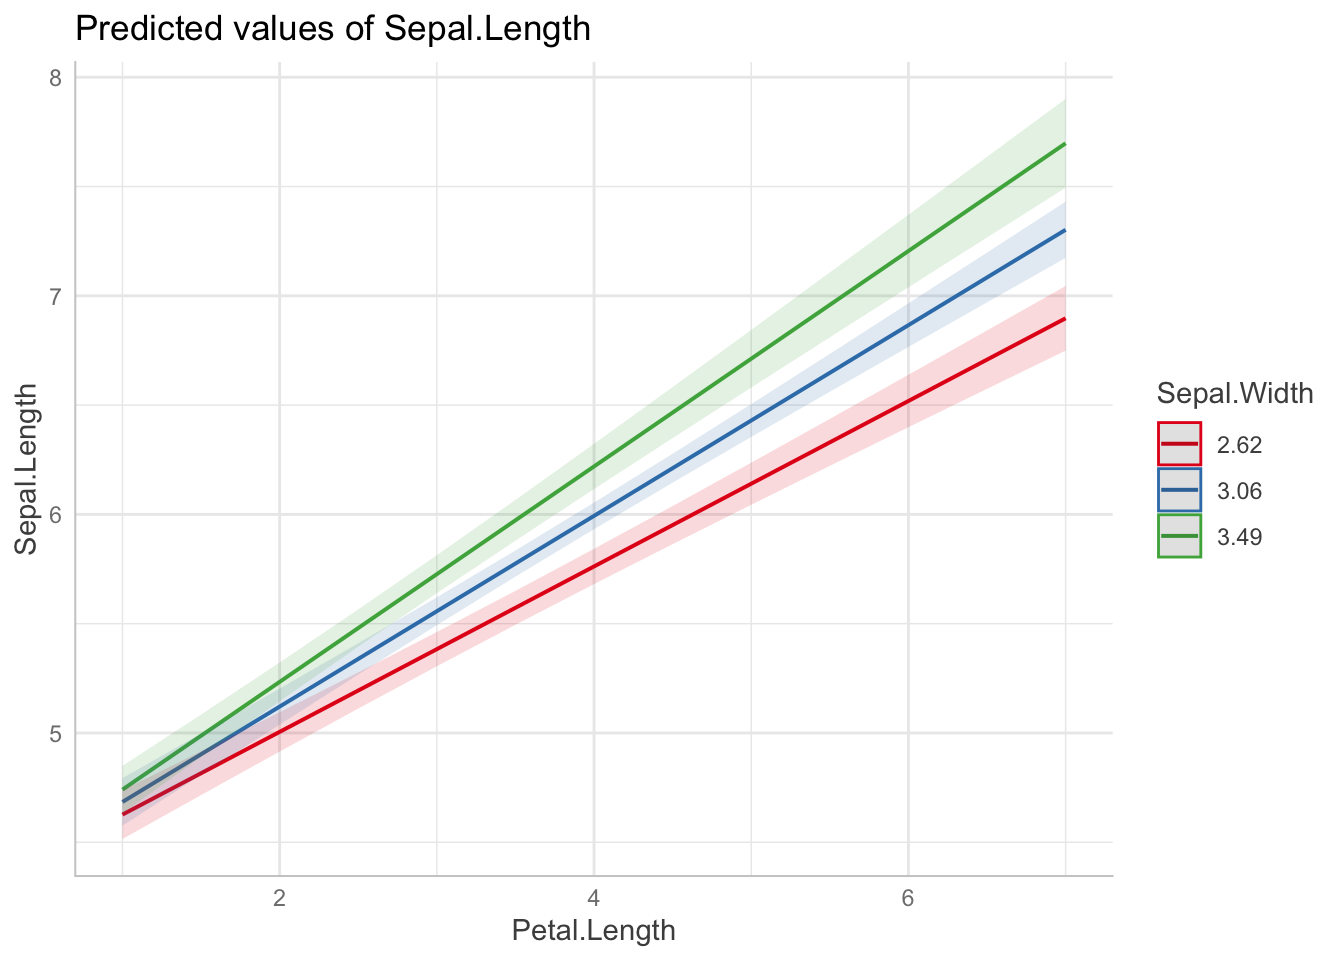 Predicted values of Sepal.Length
8
7
6
5
Sepal.Length
2
4
6
Petal.Length
Sepal.Width
2.62
3.06
3.49